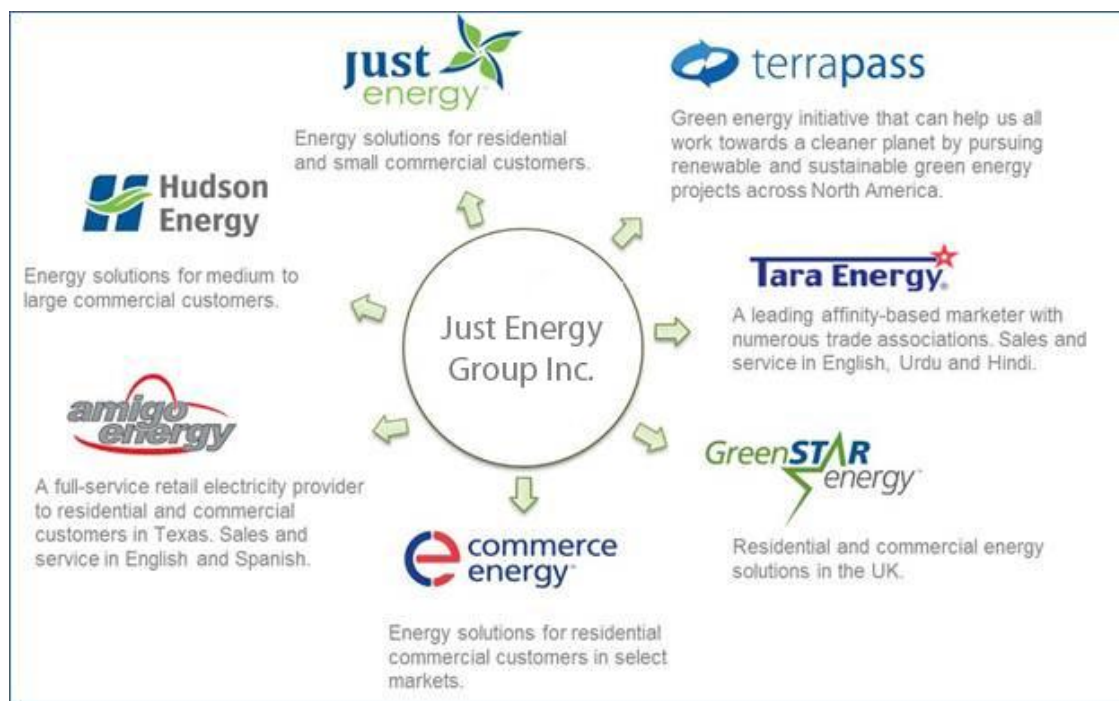 Just
energy
Energy solutions for residential
and small commercial customers.
terrapass
Green energy initiative that can help us all
work towards a cleaner planet by pursuing
renewable and sustainable green energy
projects across North America.
Hudson
Energy
Energy solutions for medium to
large commercial customers.
Just Energy
Group Inc.
Tara Energy®
A leading affinity-based marketer with
numerous trade associations. Sales and
service in English, Urdu and Hindi.
amigo
energy
A full-service retail electricity provider
to residential and commercial
customers in Texas. Sales and
service in English and Spanish.
GreenSTAR
energy™
Residential and commercial energy
solutions in the UK.
commerce
energy™
Energy solutions for residential
commercial customers in select
markets.